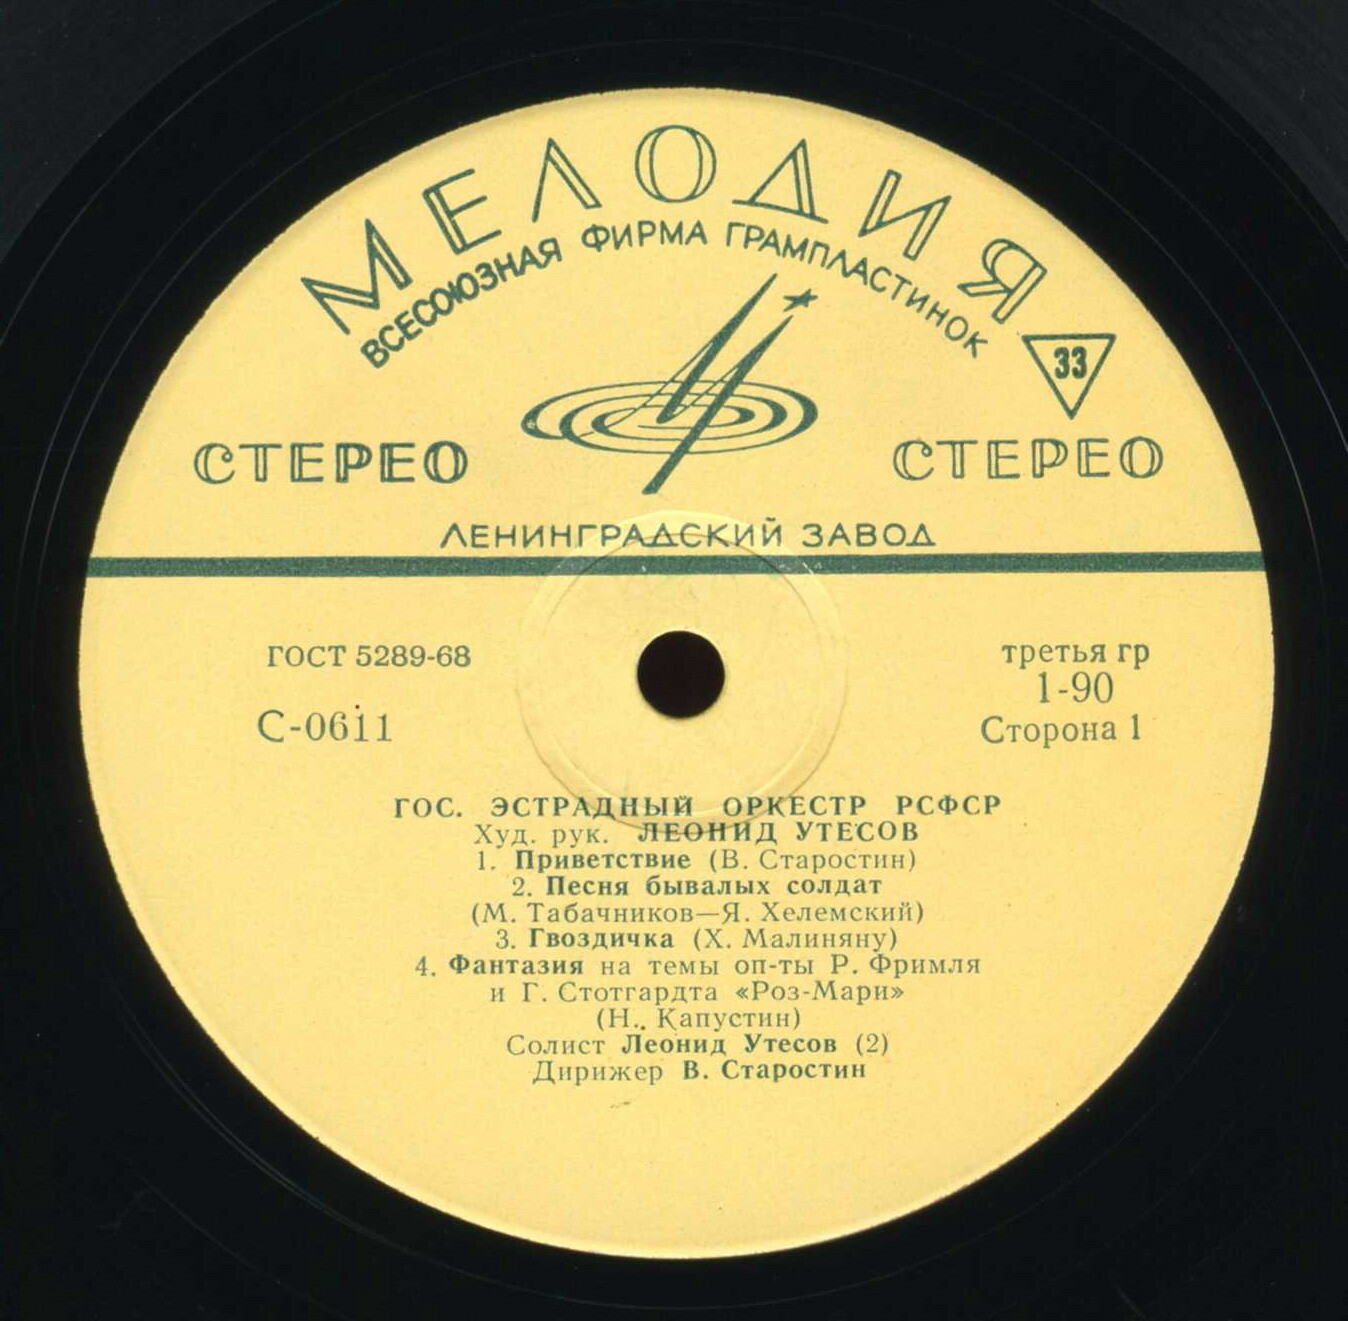 МЕЛОДИЯ
ВСЕСОЮЗНАЯ ФИРМА ГРАМПЛАСТИНОК
33
СТЕРЕО СТЕРЕО
ЛЕНИНГРАДСКИЙ ЗАВОД
ГОСТ 5289-68
третья гр
1-90
С-0611
Сторона 1
ГОС. ЭСТРАДНЫЙ ОРКЕСТР РСФСР
Худ. рук. ЛЕОНИД УТЕСОВ
1. Приветствие (В. Старостин)
2. Песня бывалых солдат
(М. Табачников—Я. Хелемский)
3. Гвоздичка (Х. Малиняну)
4. Фантазия на темы оп-ты Р. Фримля
и Г. Стотгардта «Роз-Мари»
(Н. Капустин)
Солист Леонид Утесов (2)
Дирижер В. Старостин